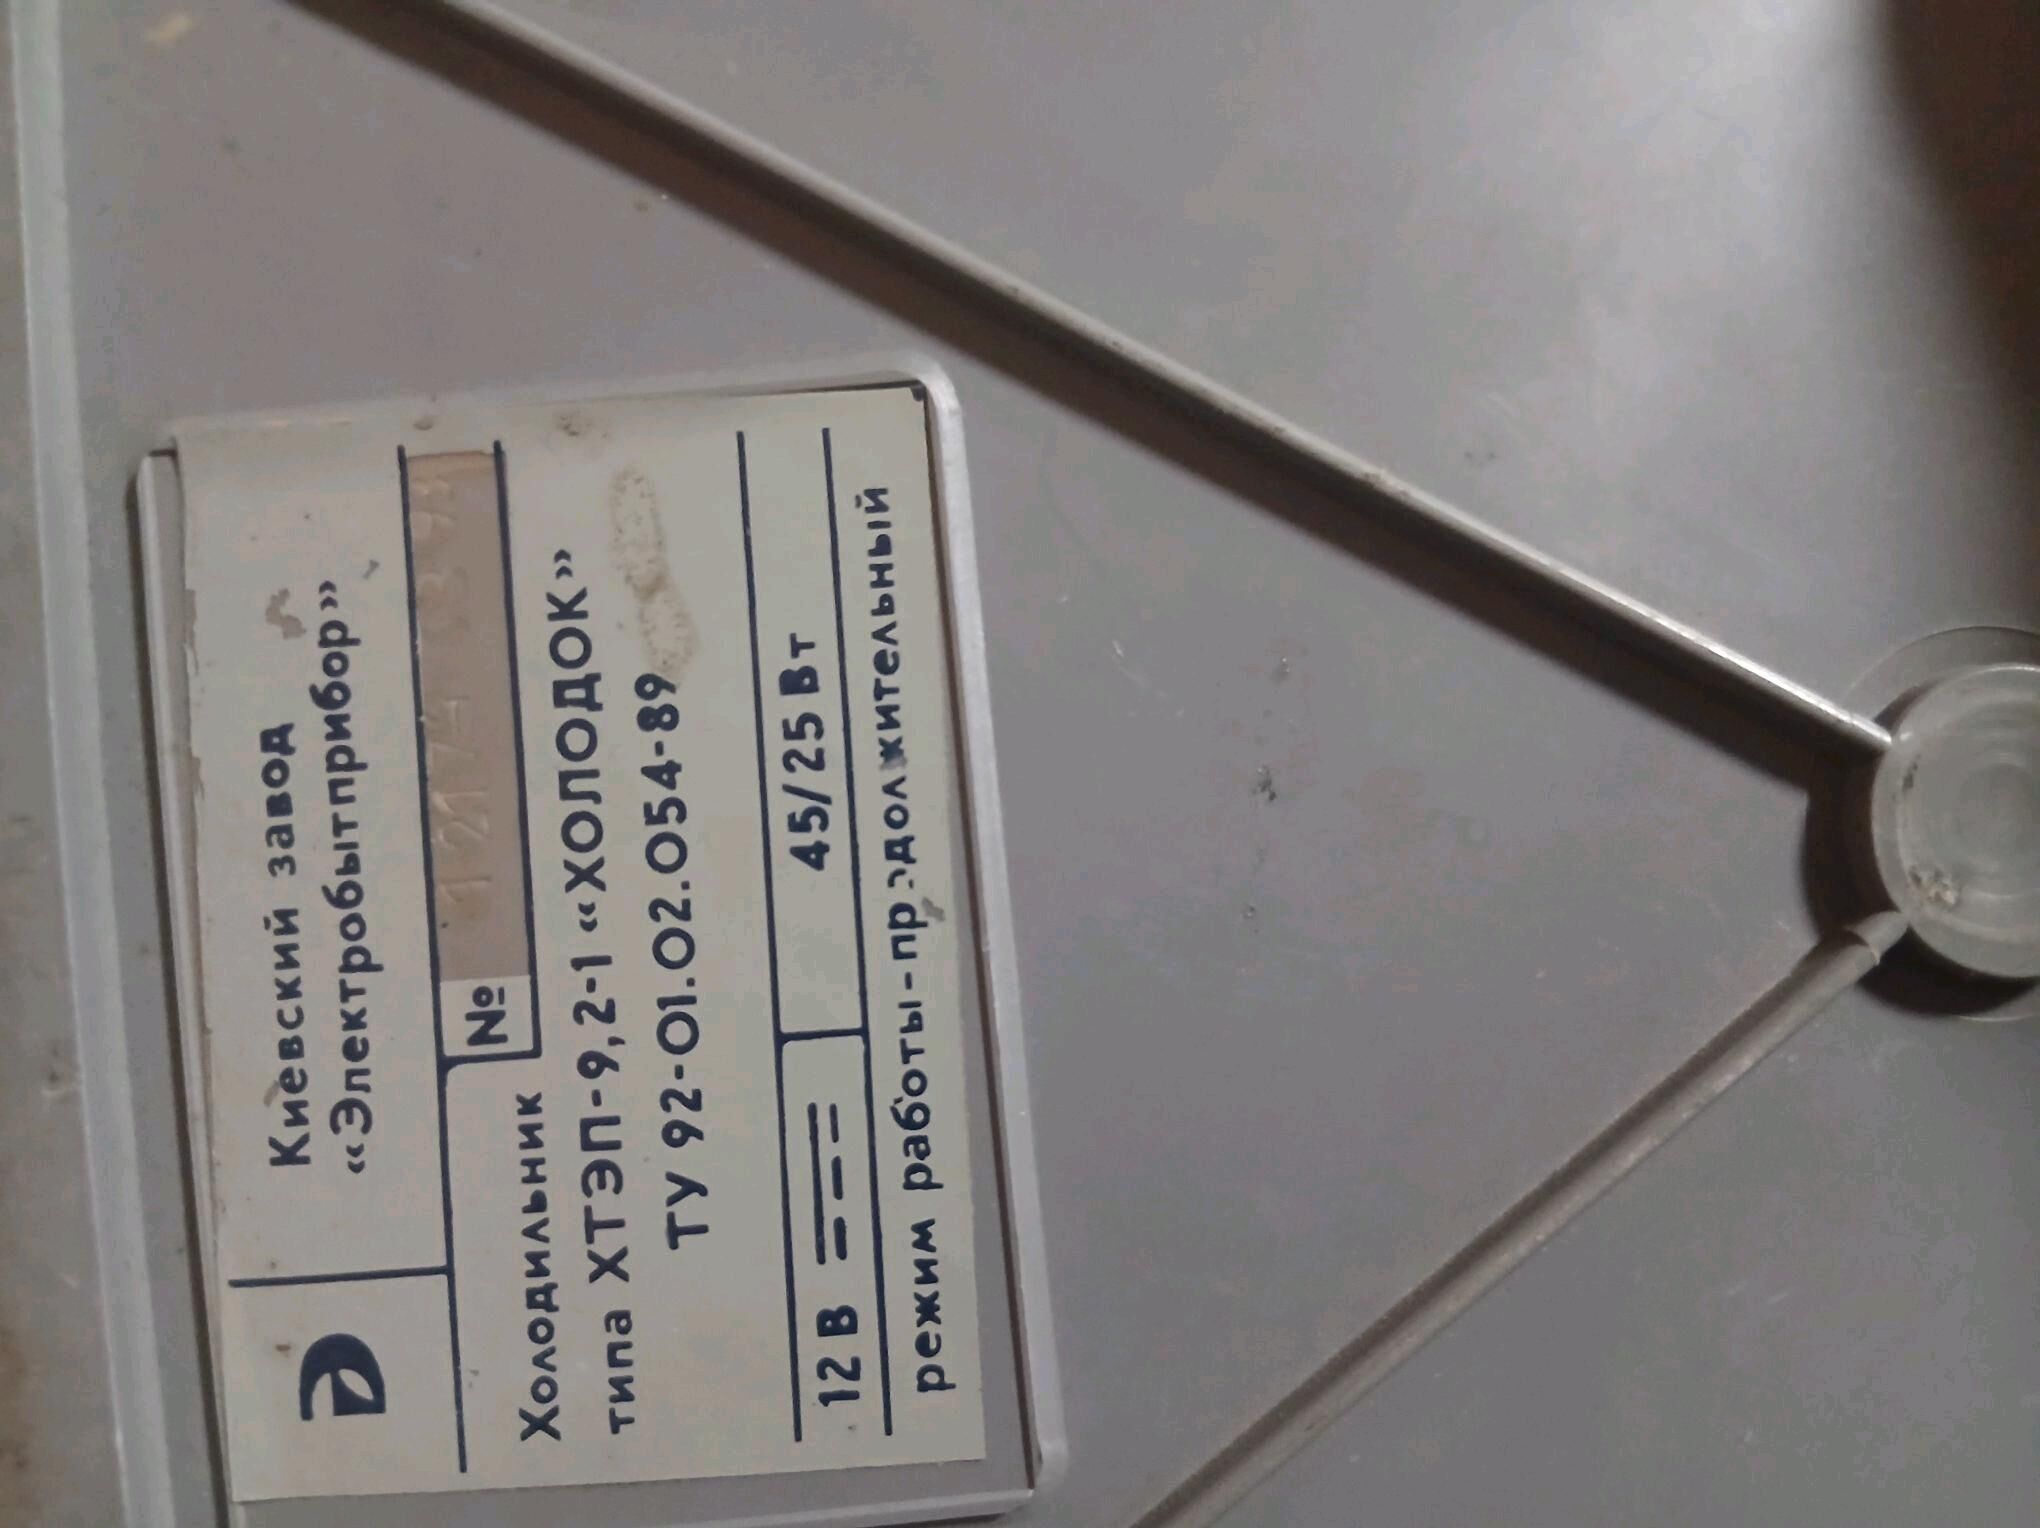 Киевский завод
«Электробытприбор»
№
Холодильник
типа ХТЭП-9,2-1 «ХОЛОДОК»
ТУ 92-01.02.054-89
12 В 45/25 Вт
режим работы-продолжительный